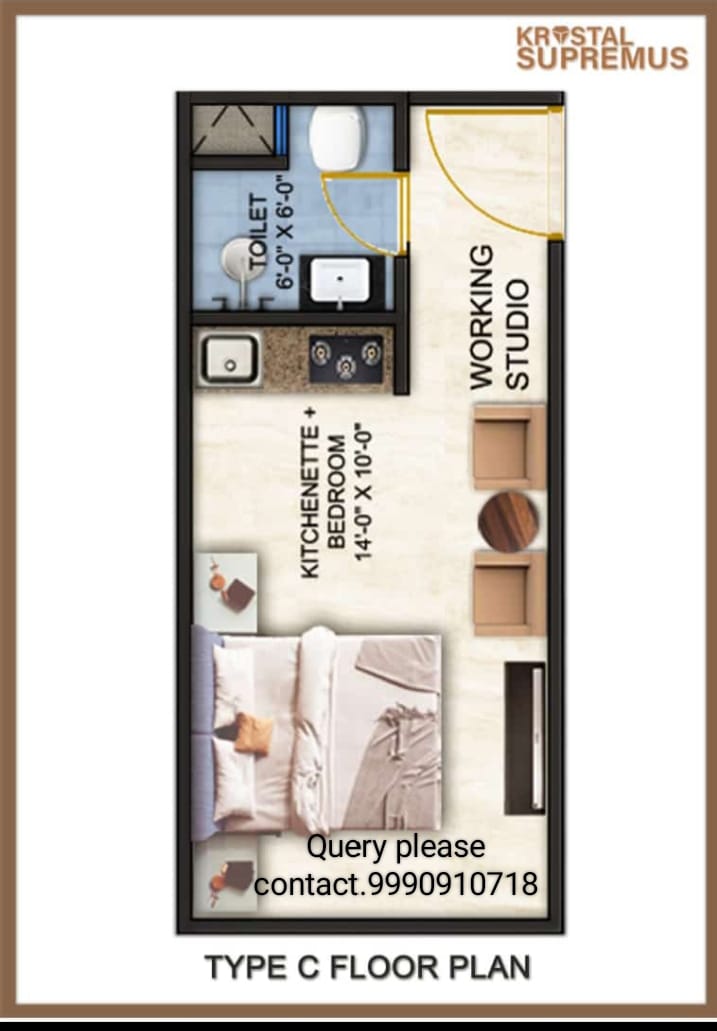 KRYSTAL
SUPREMUS
TOILET
6'-0" X 6'-0"
WORKING
STUDIO
KITCHENETTE +
BEDROOM
14'-0" X 10'-0"
Query please
contact.9990910718
TYPE C FLOOR PLAN